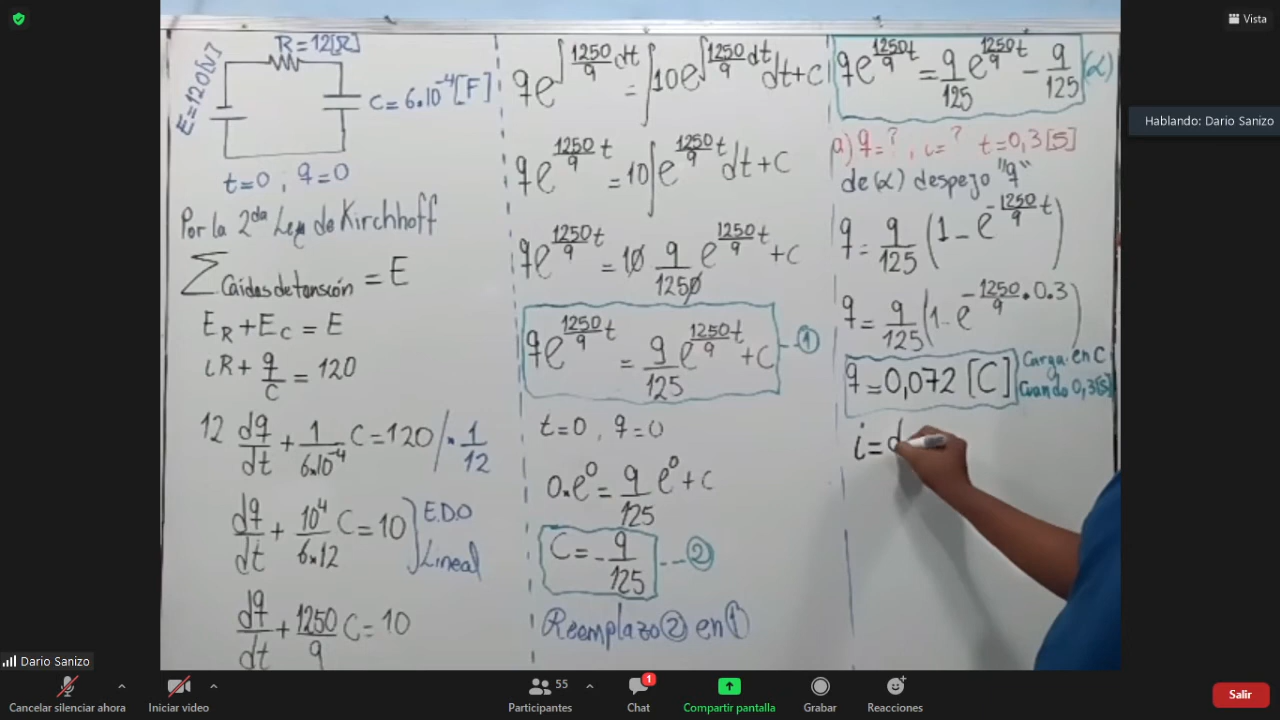 Vista
Hablando: Dario Sanizo
R=12[Ω]
E=120[V]
C=6·10⁻⁴[F]
t=0 ; q=0
Por la 2da Ley de Kirchhoff
∑ Caídas de tensión = E
E_R + E_C = E
iR + q/C = 120
12 dq/dt + 1/6×10⁻⁴ C = 120 /· 1/12
dq/dt + 10⁴/6×12 C = 10 ] E.D.O Lineal
dq/dt + 1250/9 C = 10
qe^∫1250/9 dt = ∫10e^∫1250/9 dt dt + C
qe^1250/9 t = 10∫e^1250/9 t dt + C
qe^1250/9 t = 10 9/1250 e^1250/9 t + C
qe^1250/9 t = 9/125 e^1250/9 t + C --①
t=0 , q=0
0·e⁰ = 9/125 e⁰ + C
C = -9/125 --②
Reemplazo ② en ①
qe^1250/9 t = 9/125 e^1250/9 t - 9/125 (α)
a) q=? , i=? t=0,3[S]
de (α) despejo "q"
q = 9/125 (1 - e^-1250/9 t)
q = 9/125 (1 - e^-1250/9 · 0.3)
q = 0,072 [C] Carga en C
Cuando 0,3[s]
i = d
Dario Sanizo
Cancelar silenciar ahora
Iniciar video
55
Participantes
1
Chat
Compartir pantalla
Grabar
Reacciones
Salir